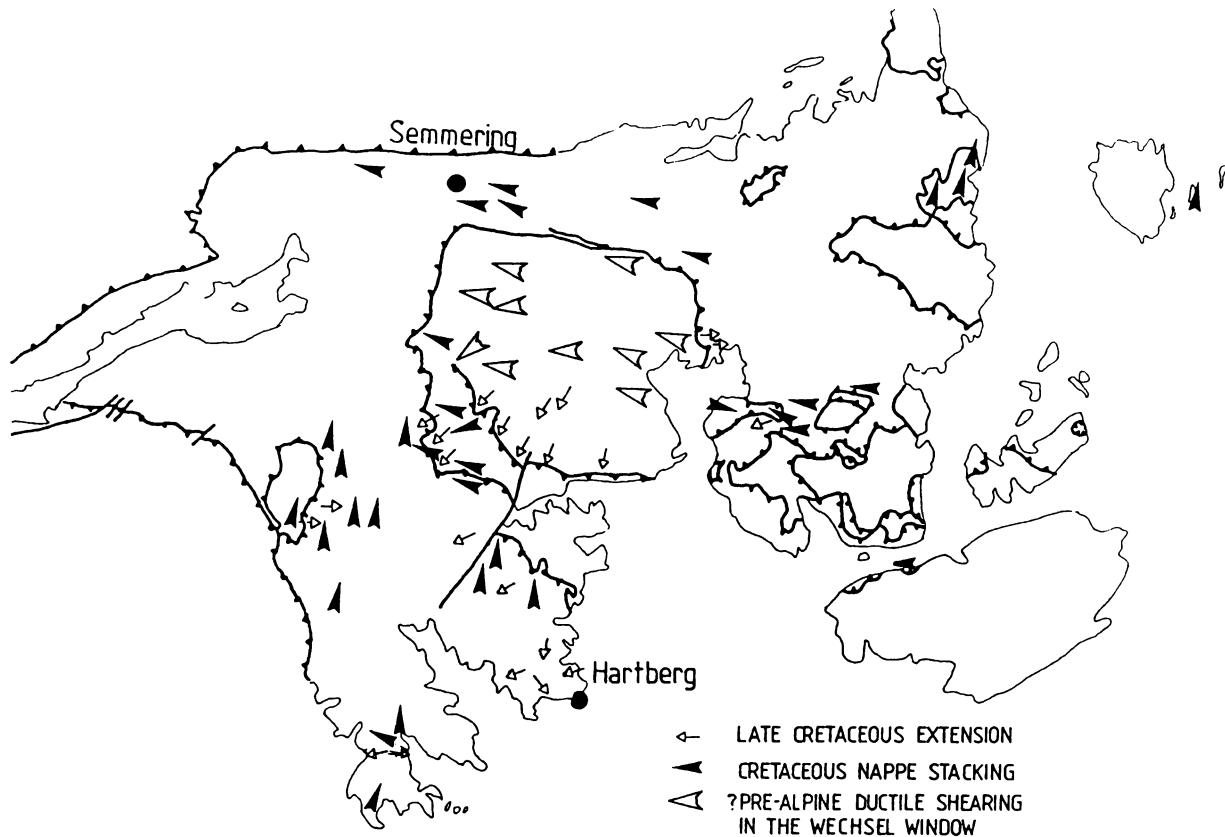 Semmering
Hartberg
LATE CRETACEOUS EXTENSION
CRETACEOUS NAPPE STACKING
?PRE-ALPINE DUCTILE SHEARING
IN THE WECHSEL WINDOW